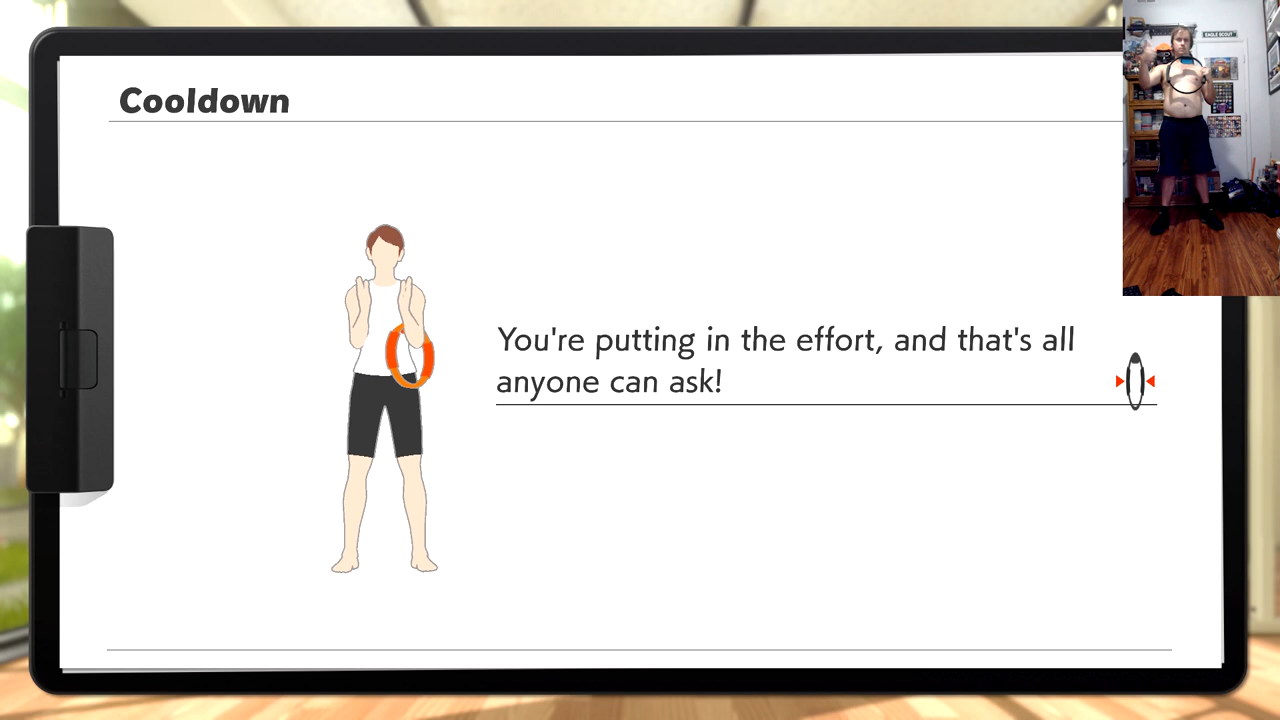 Cooldown
EAGLE SCOUT
You're putting in the effort, and that's all
anyone can ask!